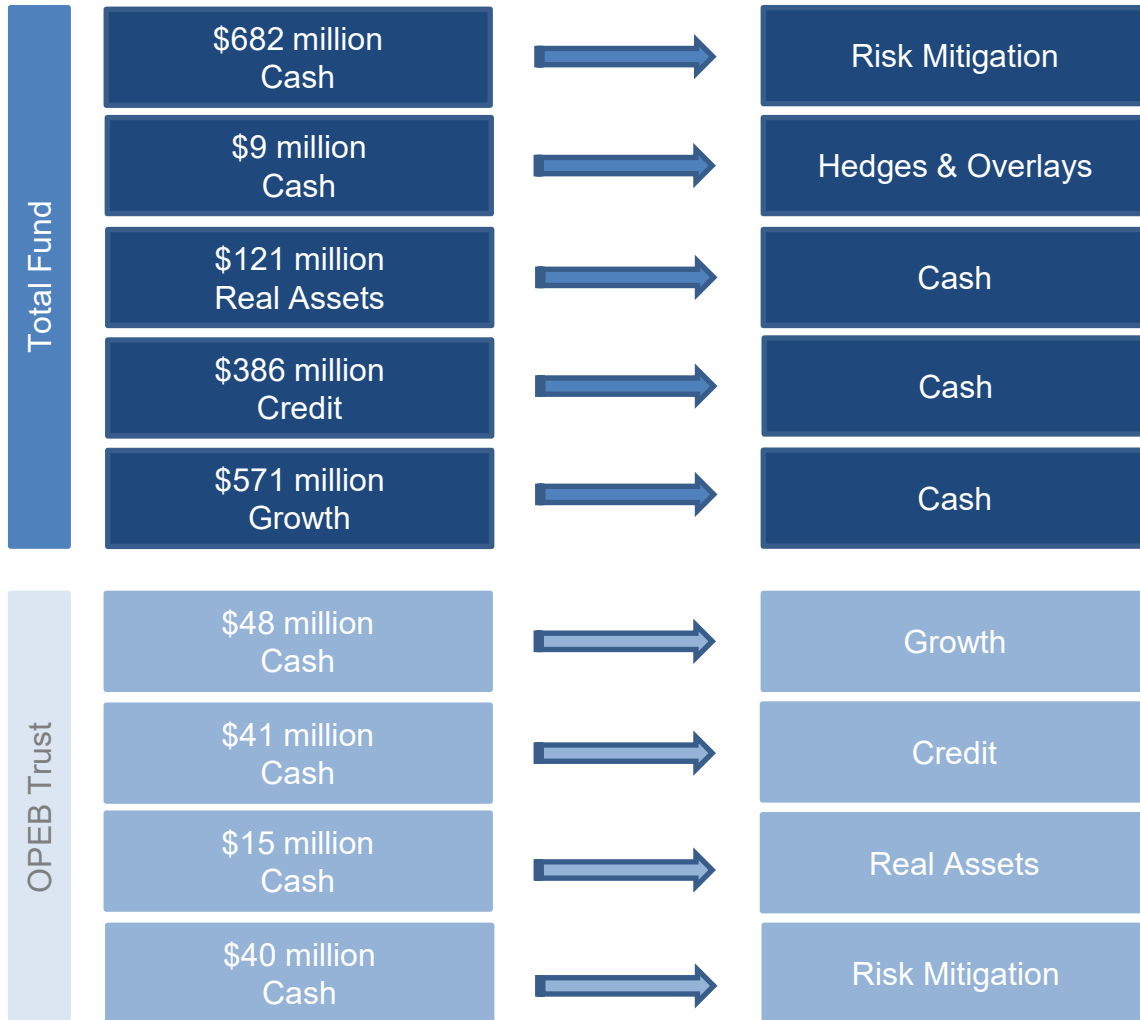 Total Fund
$682 million
Cash
Risk Mitigation
$9 million
Cash
Hedges & Overlays
$121 million
Real Assets
Cash
$386 million
Credit
Cash
$571 million
Growth
Cash
OPEB Trust
$48 million
Cash
Growth
$41 million
Cash
Credit
$15 million
Cash
Real Assets
$40 million
Cash
Risk Mitigation